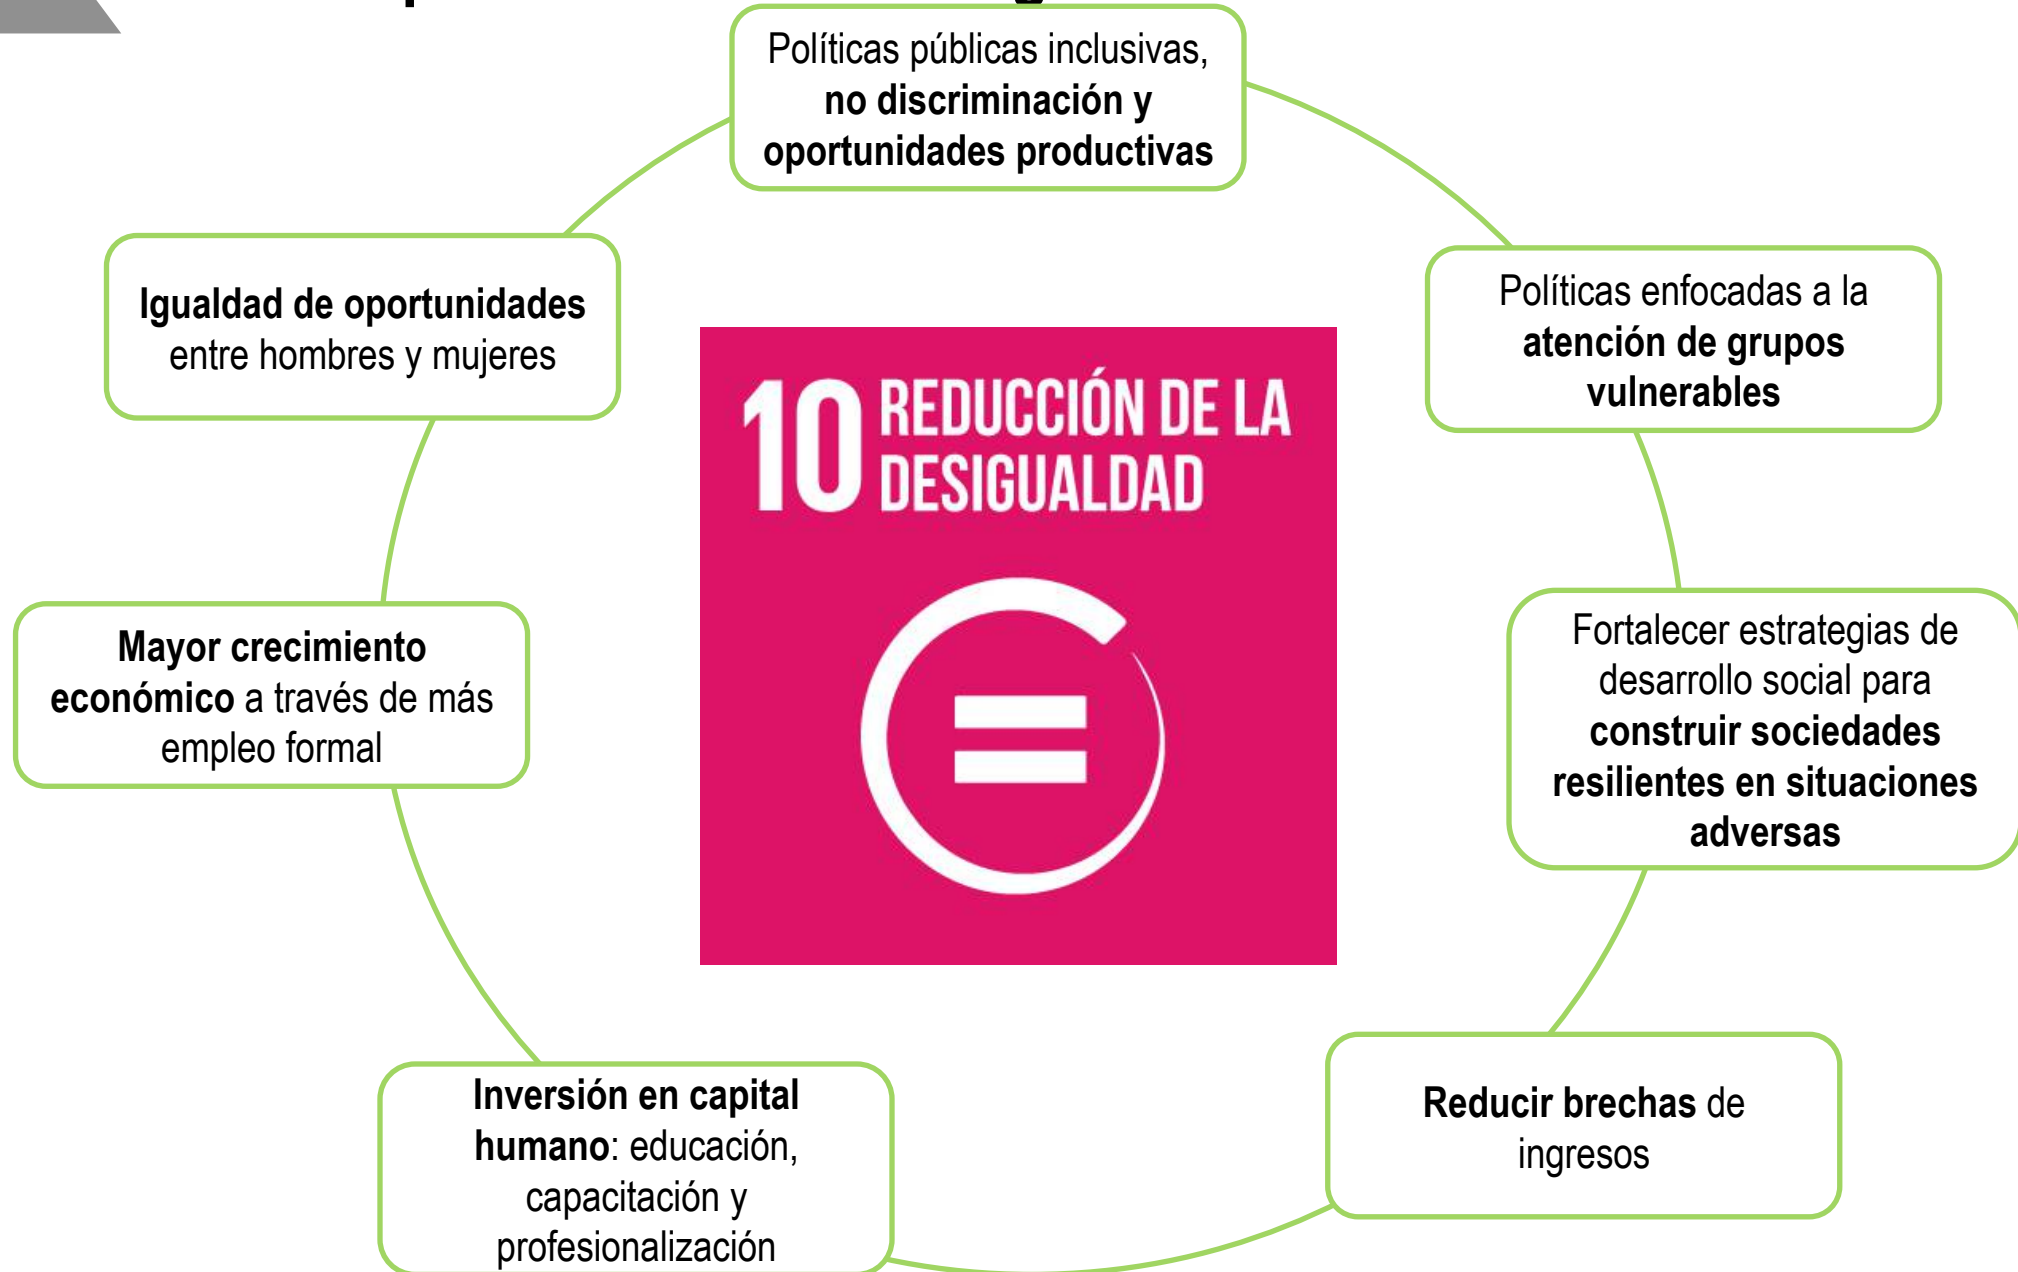 Políticas públicas inclusivas,
no discriminación y
oportunidades productivas
Igualdad de oportunidades
entre hombres y mujeres
Políticas enfocadas a la
atención de grupos
vulnerables
10 REDUCCIÓN DE LA
DESIGUALDAD
Mayor crecimiento
económico a través de más
empleo formal
Fortalecer estrategias de
desarrollo social para
construir sociedades
resilientes en situaciones
adversas
Inversión en capital
humano: educación,
capacitación y
profesionalización
Reducir brechas de
ingresos